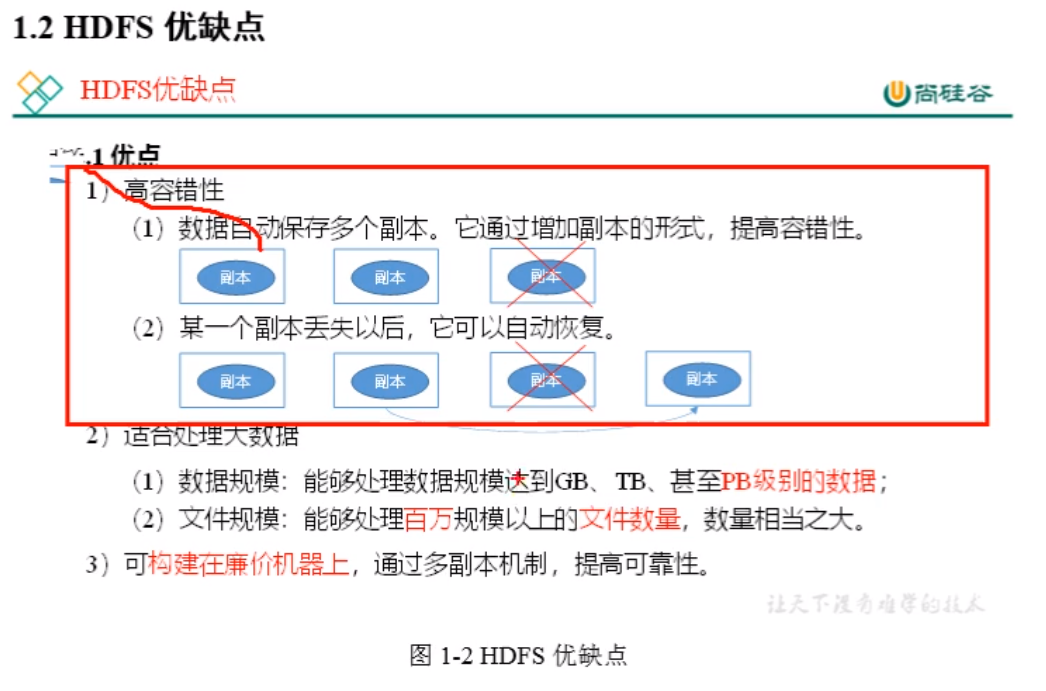 1.2 HDFS 优缺点
HDFS优缺点
尚硅谷
.1 优点
1）高容错性
（1）数据自动保存多个副本。它通过增加副本的形式，提高容错性。
副本 副本 副本
（2）某一个副本丢失以后，它可以自动恢复。
副本 副本 副本 副本
2）适合处理大数据
（1）数据规模：能够处理数据规模达到GB、TB、甚至PB级别的数据；
（2）文件规模：能够处理百万规模以上的文件数量，数量相当之大。
3）可构建在廉价机器上，通过多副本机制，提高可靠性。
让天下没有难学的技术
图 1-2 HDFS 优缺点